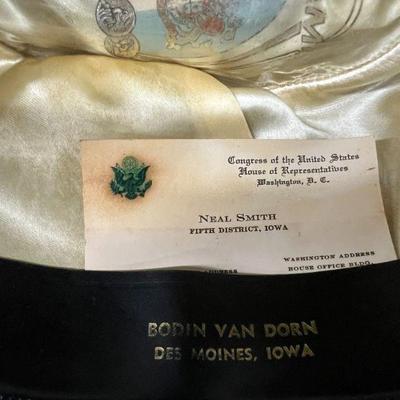 M
Congress of the United States
House of Representatives
Washington, D. C.
NEAL SMITH
FIFTH DISTRICT, IOWA
WASHINGTON ADDRESS
HOUSE OFFICE BLDG.
BODIN VAN DORN
DES MOINES, IOWA